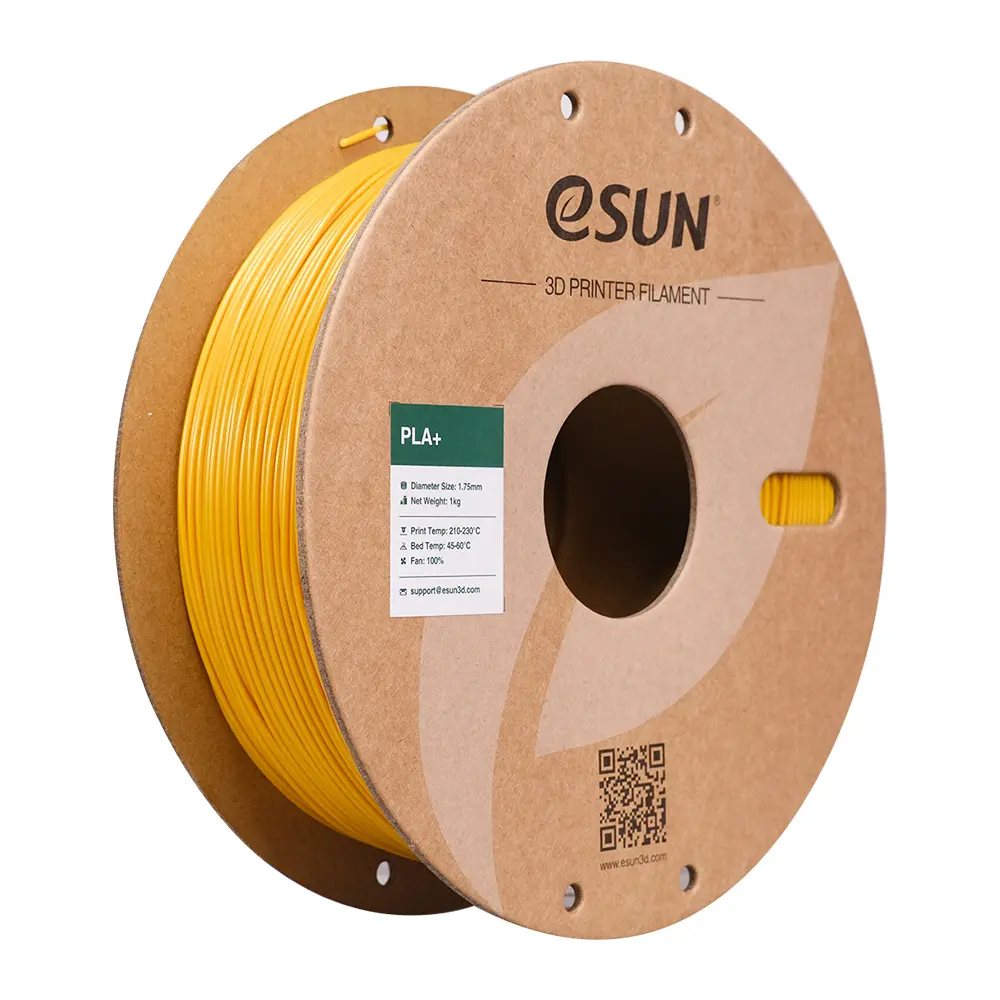 eSUN®
3D PRINTER FILAMENT
PLA+
Diameter Size: 1.75mm
Net Weight: 1kg
Print Temp: 210-230°C
Bed Temp: 45-60°C
Fan: 100%
support@esun3d.com
www.esun3d.com